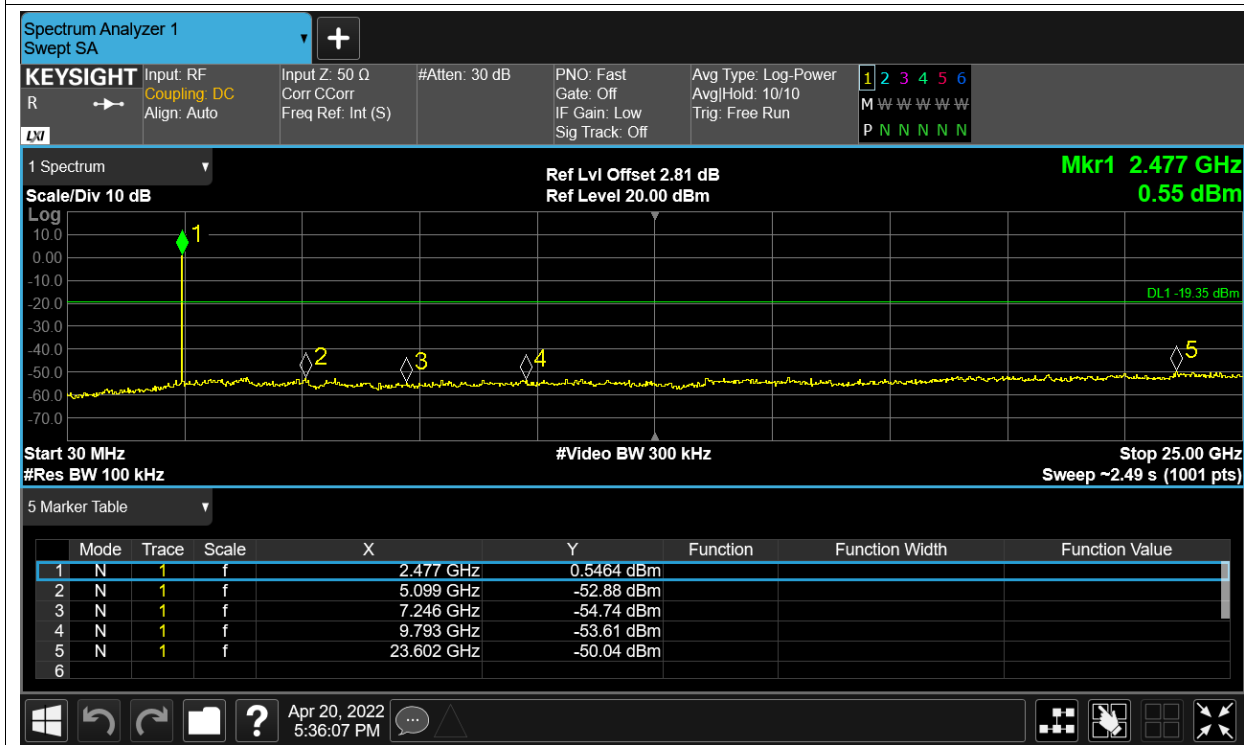 Spectrum Analyzer 1
Swept SA
+
KEYSIGHT
R
LXI
Input: RF
Coupling: DC
Align: Auto
Input Z: 50 Ω
Corr CCorr
Freq Ref: Int (S)
#Atten: 30 dB
PNO: Fast
Gate: Off
IF Gain: Low
Sig Track: Off
Avg Type: Log-Power
Avg|Hold: 10/10
Trig: Free Run
1 2 3 4 5 6
M W W W W W
P N N N N N
1 Spectrum
Scale/Div 10 dB
Ref Lvl Offset 2.81 dB
Ref Level 20.00 dBm
Mkr1 2.477 GHz
0.55 dBm
Log
10.0
0.00
-10.0
-20.0
-30.0
-40.0
-50.0
-60.0
-70.0
1
2
3
4
5
DL1 -19.35 dBm
Start 30 MHz
#Video BW 300 kHz
Stop 25.00 GHz
#Res BW 100 kHz
Sweep ~2.49 s (1001 pts)
5 Marker Table
Mode Trace Scale X Y Function Function Width Function Value
1 N 1 f 2.477 GHz 0.5464 dBm
2 N 1 f 5.099 GHz -52.88 dBm
3 N 1 f 7.246 GHz -54.74 dBm
4 N 1 f 9.793 GHz -53.61 dBm
5 N 1 f 23.602 GHz -50.04 dBm
6
?
Apr 20, 2022
5:36:07 PM